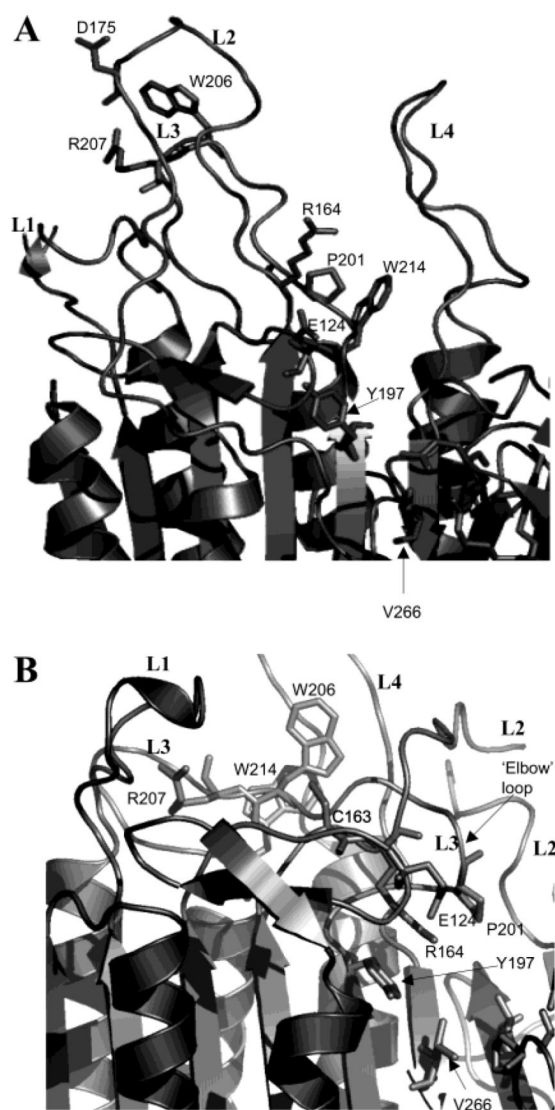 A
D175
L2
W206
L3
R207
L4
L1
R164
P201
W214
E124
Y197
V266
B
L1
L4
W206
L2
L3
'Elbow' loop
W214
R207
C163
L3
L2
E124
P201
R164
Y197
V266